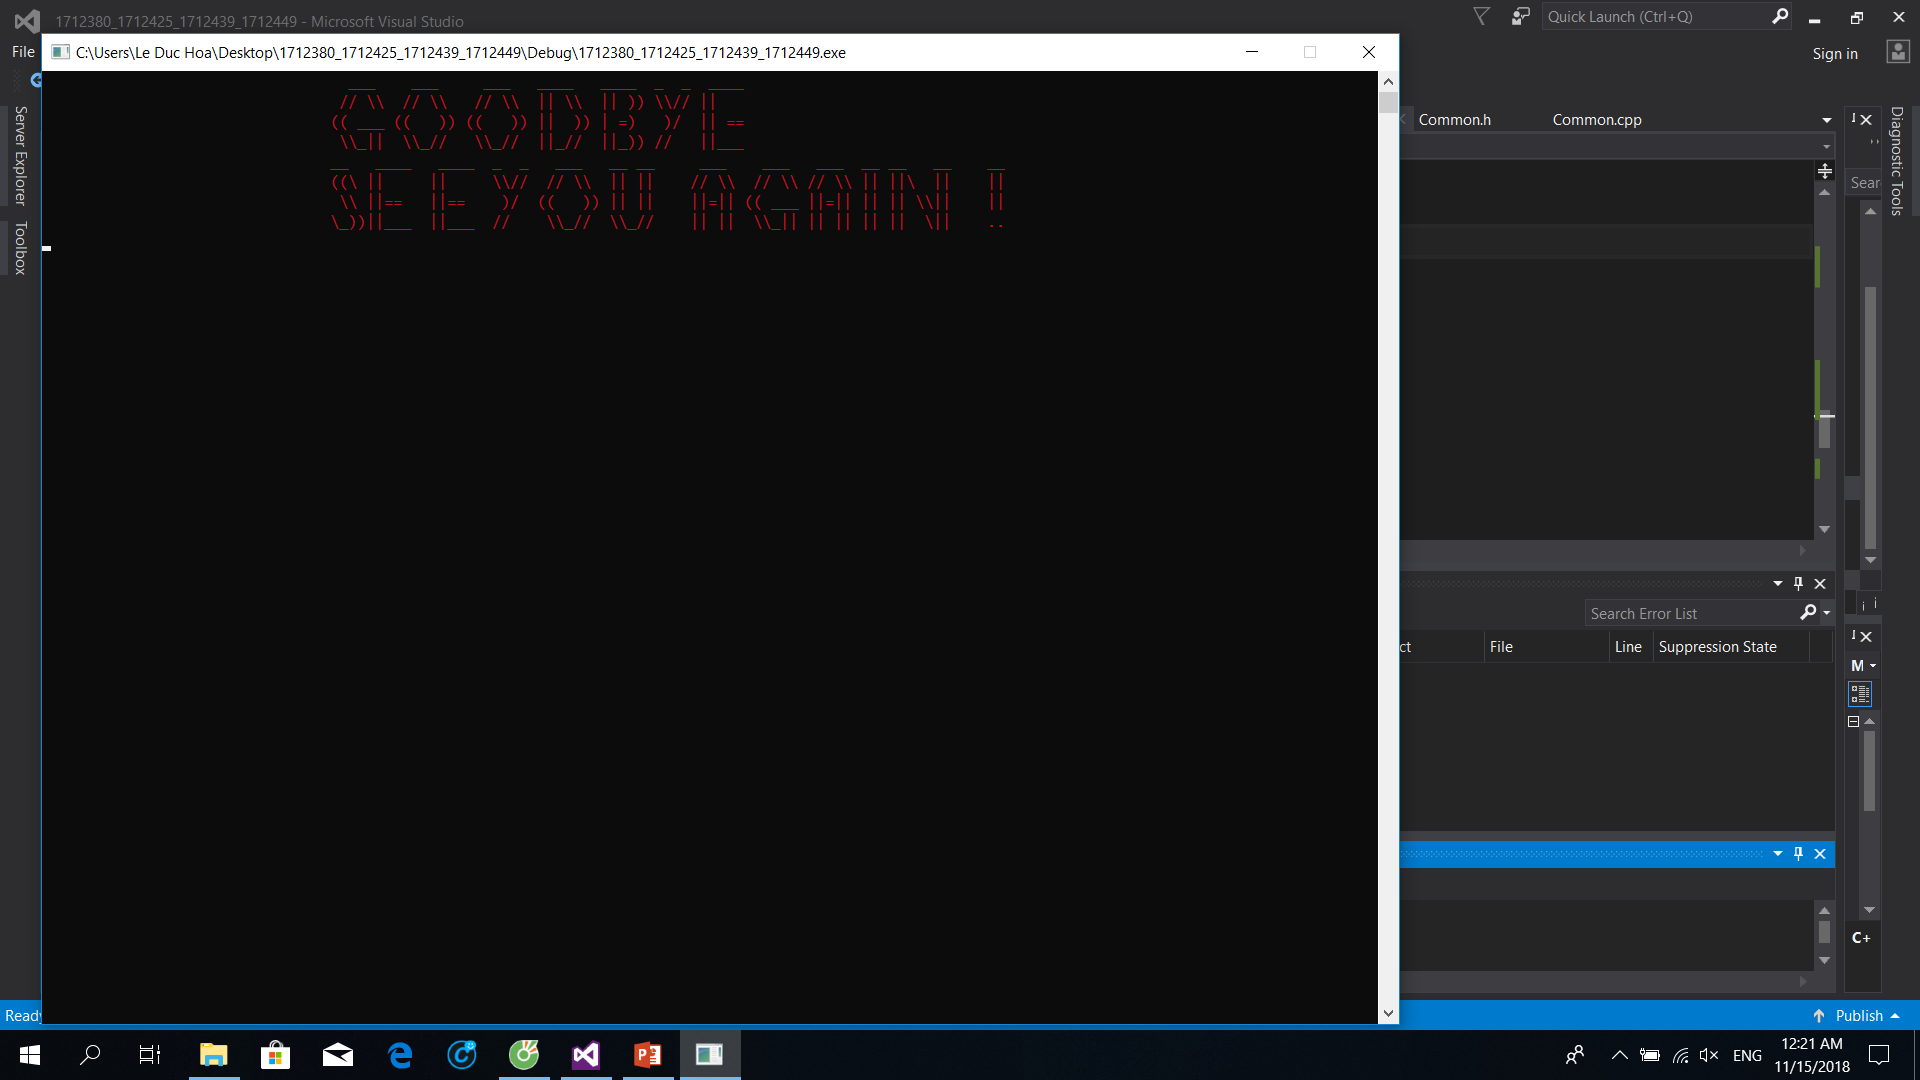 1712380_1712425_1712439_1712449 - Microsoft Visual Studio
Quick Launch (Ctrl+Q)
File
Sign in
C:\Users\Le Duc Hoa\Desktop\1712380_1712425_1712439_1712449\Debug\1712380_1712425_1712439_1712449.exe
GOODBYE
SEE YOU AGAIN !
Server Explorer
Toolbox
Common.h
Common.cpp
Diagnostic Tools
Sear
Search Error List
ct
File
Line
Suppression State
M
C+
Ready
Publish
ENG
12:21 AM
11/15/2018